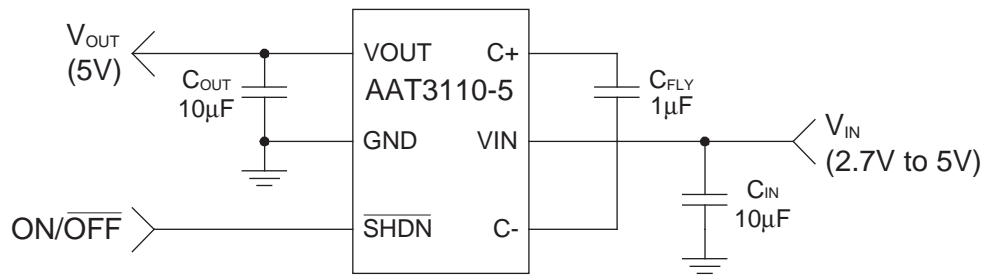 VOUT
(5V)
COUT
10μF
VOUT
C+
AAT3110-5
GND
VIN
SHDN
C-
CFLY
1μF
VIN
(2.7V to 5V)
CIN
10μF
ON/OFF